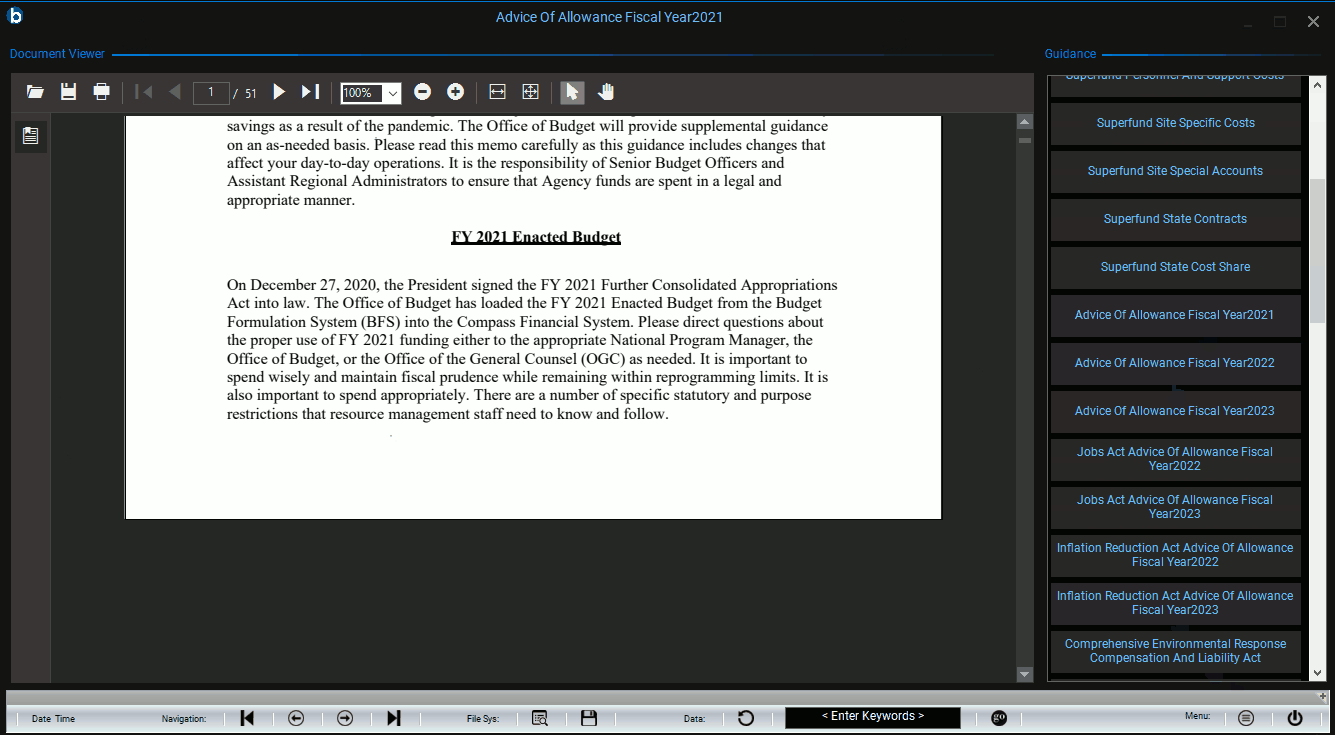 b
Advice Of Allowance Fiscal Year2021
Document Viewer
Guidance
1 / 51
100%
savings as a result of the pandemic. The Office of Budget will provide supplemental guidance
on an as-needed basis. Please read this memo carefully as this guidance includes changes that
affect your day-to-day operations. It is the responsibility of Senior Budget Officers and
Assistant Regional Administrators to ensure that Agency funds are spent in a legal and
appropriate manner.
FY 2021 Enacted Budget
On December 27, 2020, the President signed the FY 2021 Further Consolidated Appropriations
Act into law. The Office of Budget has loaded the FY 2021 Enacted Budget from the Budget
Formulation System (BFS) into the Compass Financial System. Please direct questions about
the proper use of FY 2021 funding either to the appropriate National Program Manager, the
Office of Budget, or the Office of the General Counsel (OGC) as needed. It is important to
spend wisely and maintain fiscal prudence while remaining within reprogramming limits. It is
also important to spend appropriately. There are a number of specific statutory and purpose
restrictions that resource management staff need to know and follow.
Superfund Personnel And Support Costs
Superfund Site Specific Costs
Superfund Site Special Accounts
Superfund State Contracts
Superfund State Cost Share
Advice Of Allowance Fiscal Year2021
Advice Of Allowance Fiscal Year2022
Advice Of Allowance Fiscal Year2023
Jobs Act Advice Of Allowance Fiscal
Year2022
Jobs Act Advice Of Allowance Fiscal
Year2023
Inflation Reduction Act Advice Of Allowance
Fiscal Year2022
Inflation Reduction Act Advice Of Allowance
Fiscal Year2023
Comprehensive Environmental Response
Compensation And Liability Act
Date Time
Navigation:
File Sys:
Data:
< Enter Keywords >
go
Menu: